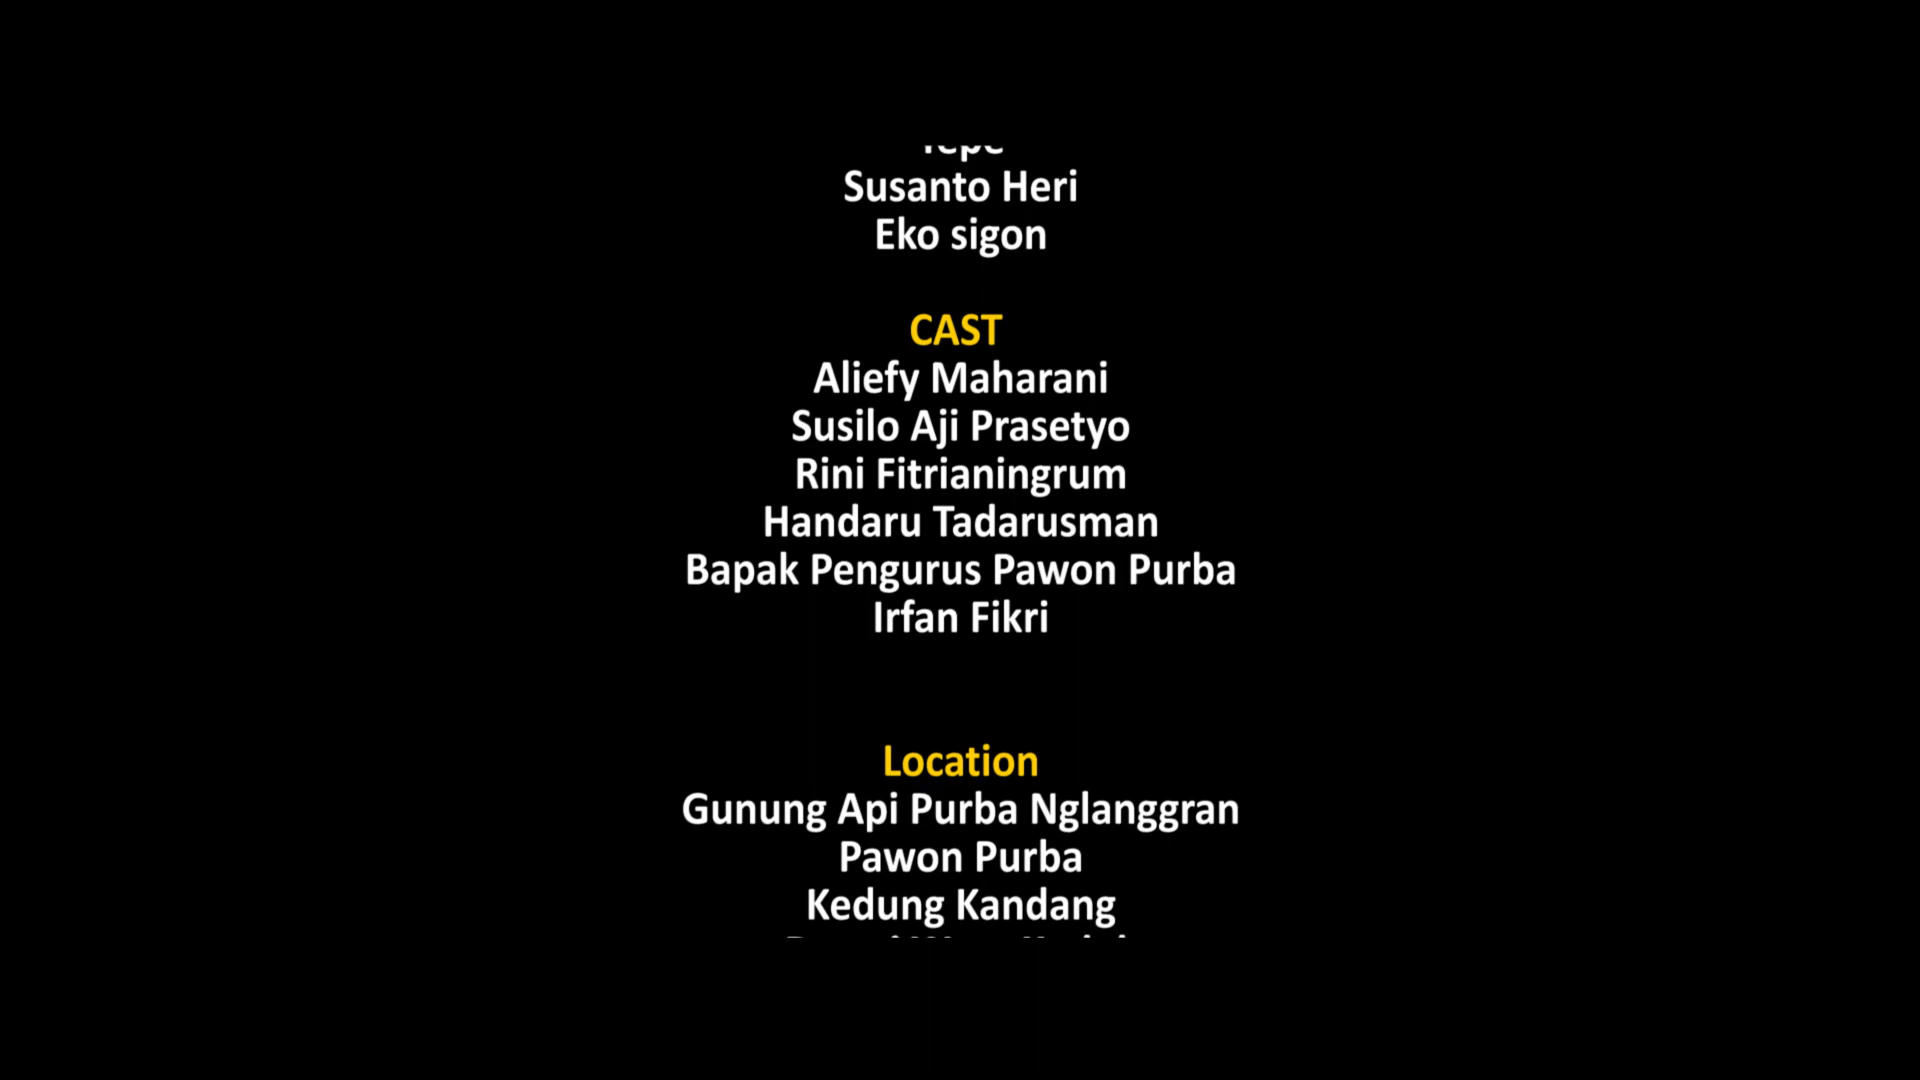 Susanto Heri
Eko sigon
CAST
Aliefy Maharani
Susilo Aji Prasetyo
Rini Fitrianingrum
Handaru Tadarusman
Bapak Pengurus Pawon Purba
Irfan Fikri
Location
Gunung Api Purba Nglanggran
Pawon Purba
Kedung Kandang